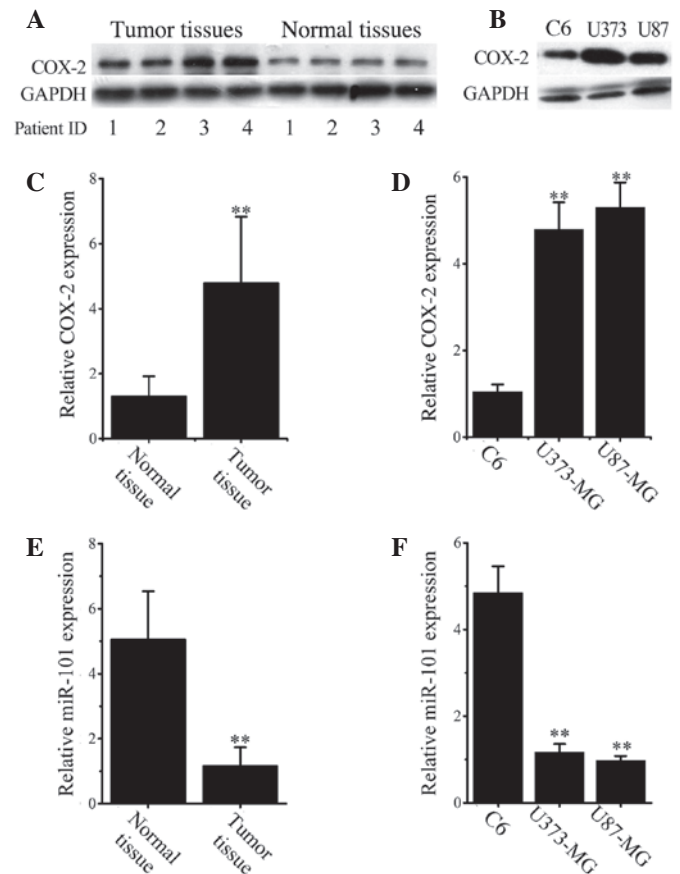 A
Tumor tissues Normal tissues
COX-2
GAPDH
Patient ID 1 2 3 4 1 2 3 4
B
C6 U373 U87
COX-2
GAPDH
C
Relative COX-2 expression
8
6
4
2
0
**
Normal tissue
Tumor tissue
D
Relative COX-2 expression
6
4
2
0
**
**
C6
U373-MG
U87-MG
E
Relative miR-101 expression
8
6
4
2
0
**
Normal tissue
Tumor tissue
F
Relative miR-101 expression
6
4
2
0
**
**
C6
U373-MG
U87-MG